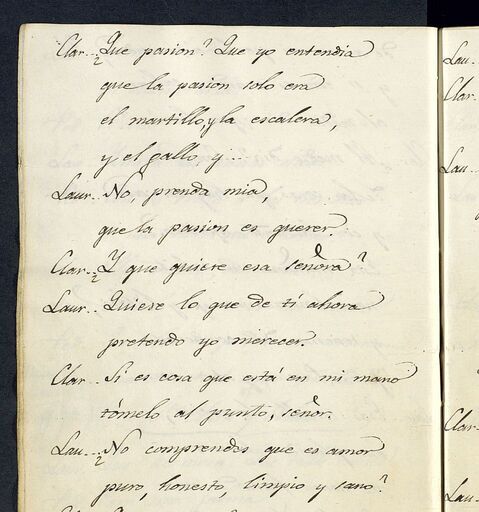 Clar... ¿Que pasion? Que yo entendia
que la pasion solo era
el martillo, y la escalera,
y el gallo, y...
Laur.. No, prenda mia,
que la pasion es querer.
Clar.. ¿Y que quiere esa señora?
Laur.. Quiere lo que de tí ahora
pretendo yo merecer.
Clar.. Si es cosa que está en mi mano
tómelo al punto, señor.
Lau... ¿No comprendes que es amor
puro, honesto, limpio y sano?
Lau..
Clar.
Lau.
Clar.
Lau.